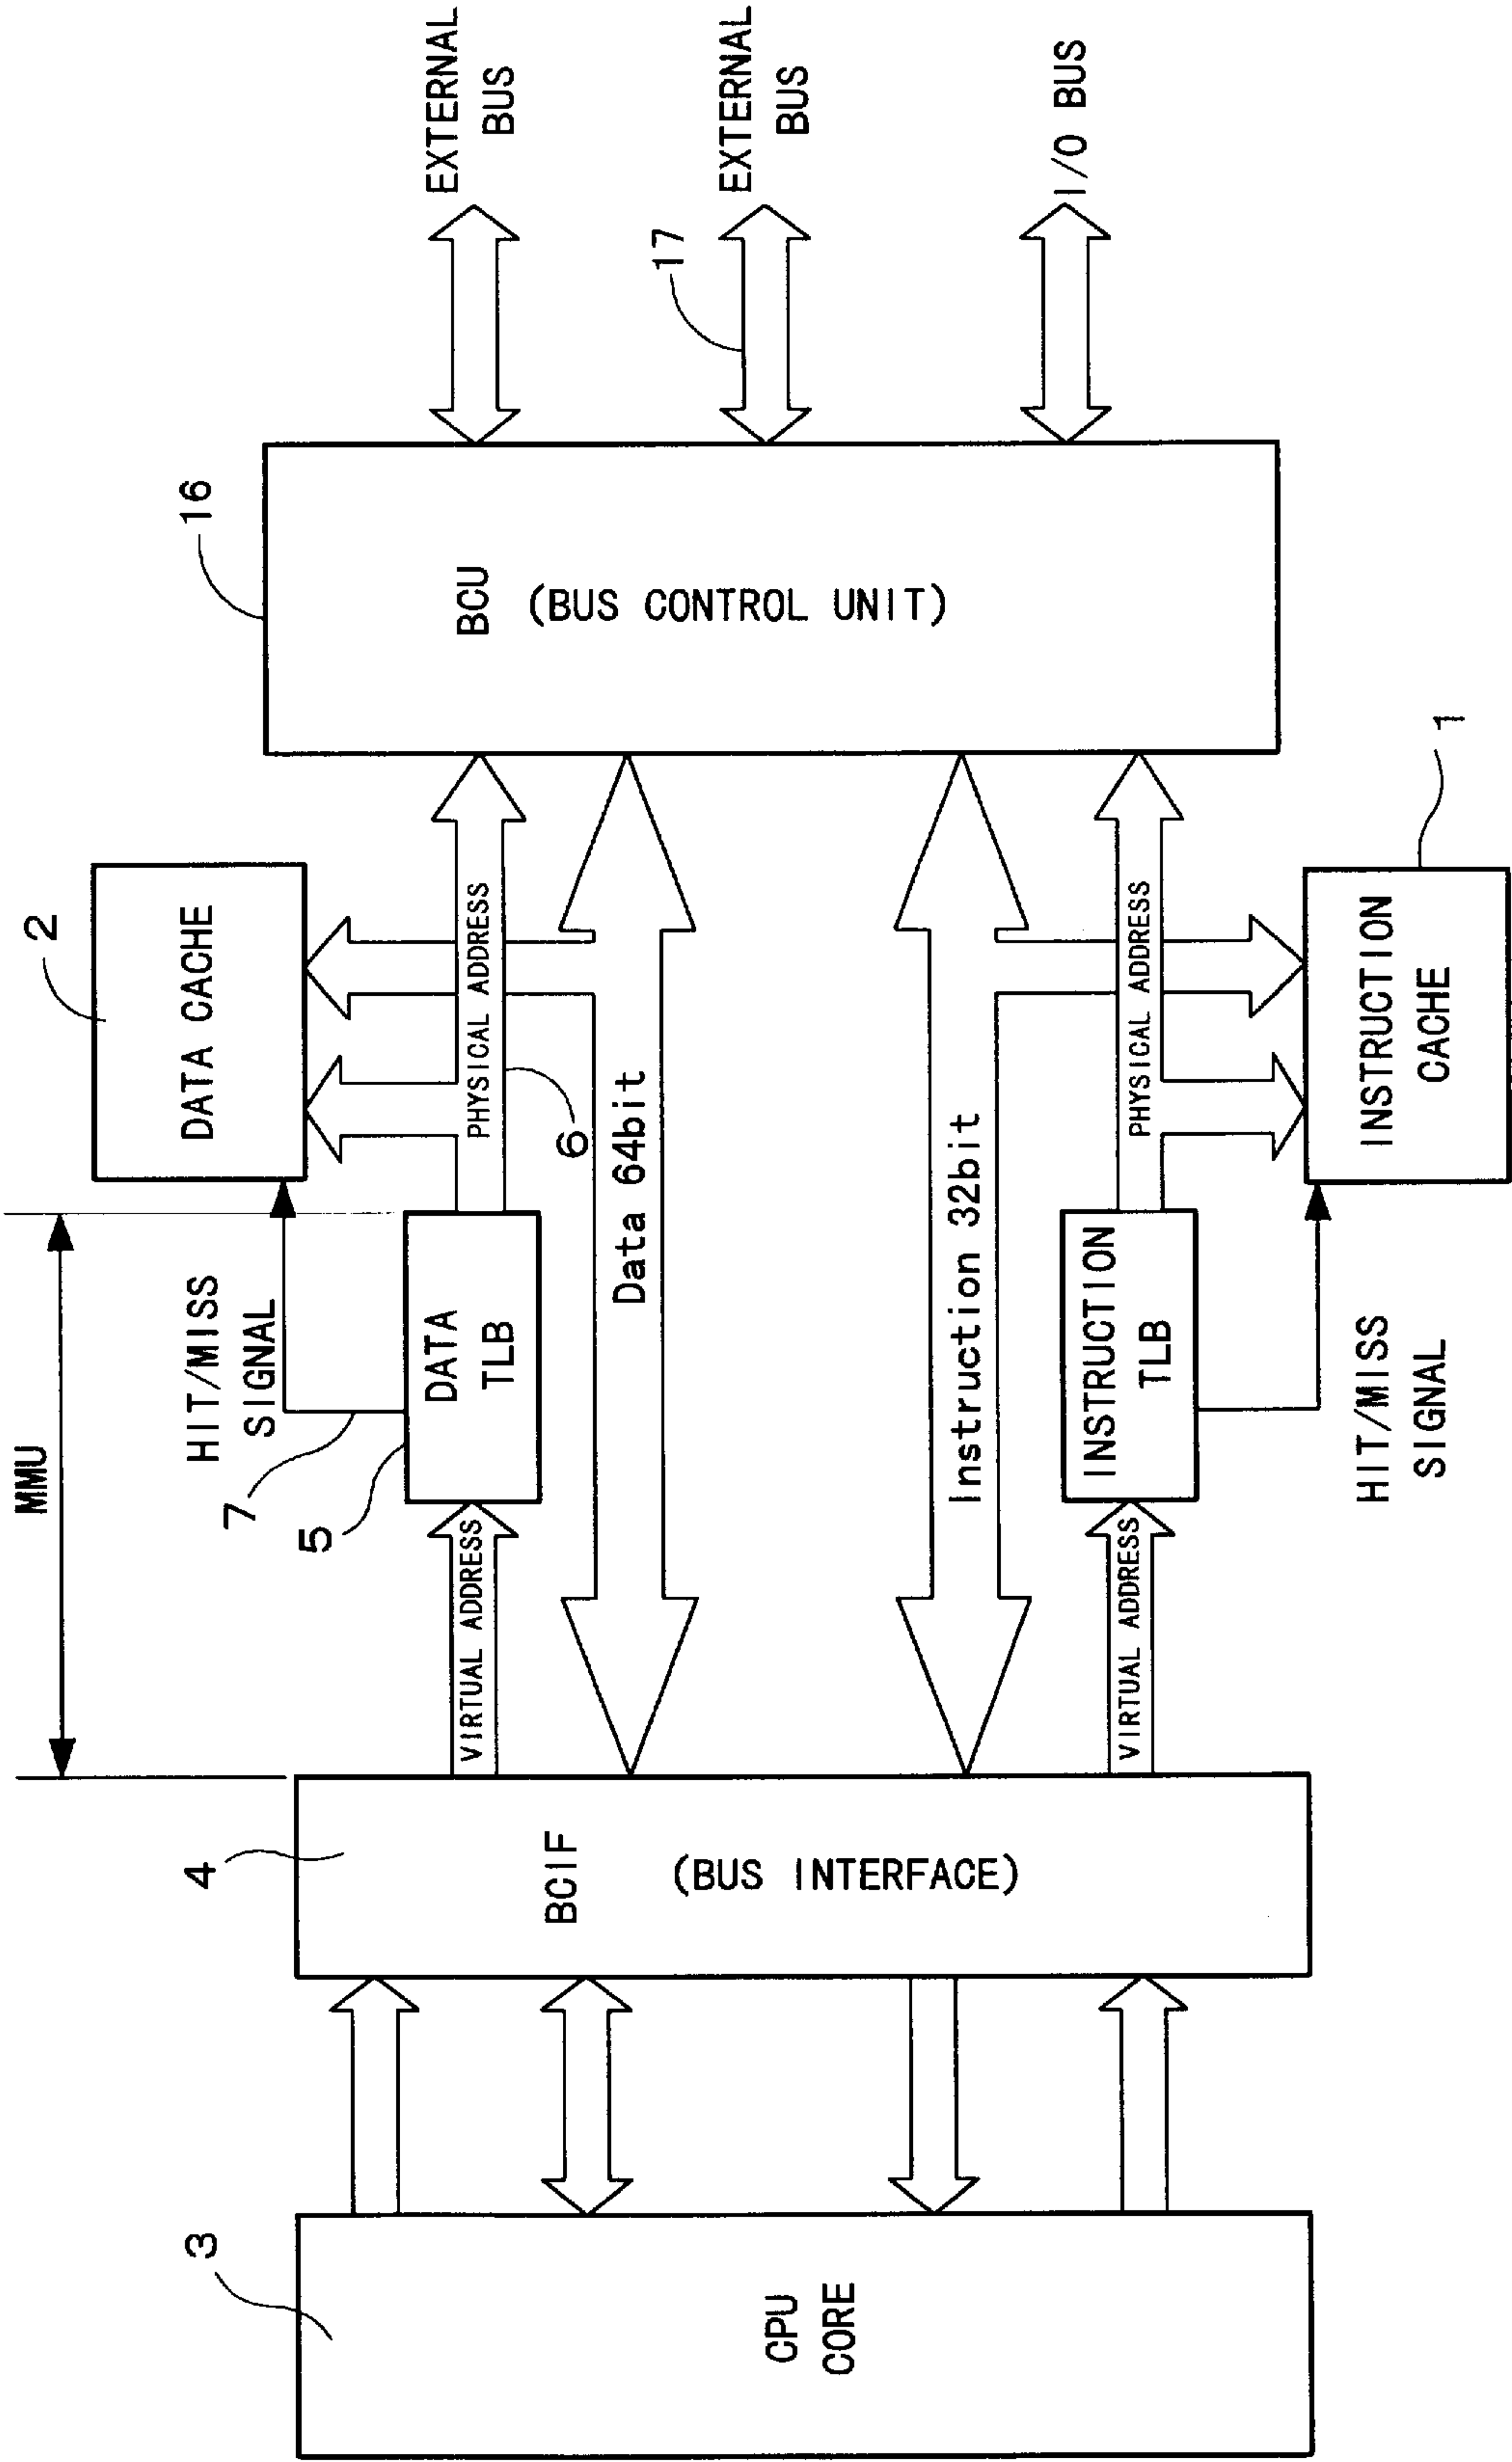 MMU
2
DATA CACHE
HIT/MISS
SIGNAL
7
5
DATA
TLB
VIRTUAL ADDRESS
PHYSICAL ADDRESS
6
Data 64bit
Instruction 32bit
VIRTUAL ADDRESS
INSTRUCTION
TLB
PHYSICAL ADDRESS
HIT/MISS
SIGNAL
INSTRUCTION
CACHE
1
3
CPU
CORE
4
BCIF
(BUS INTERFACE)
16
BCU
(BUS CONTROL UNIT)
EXTERNAL
BUS
17
EXTERNAL
BUS
I/O BUS